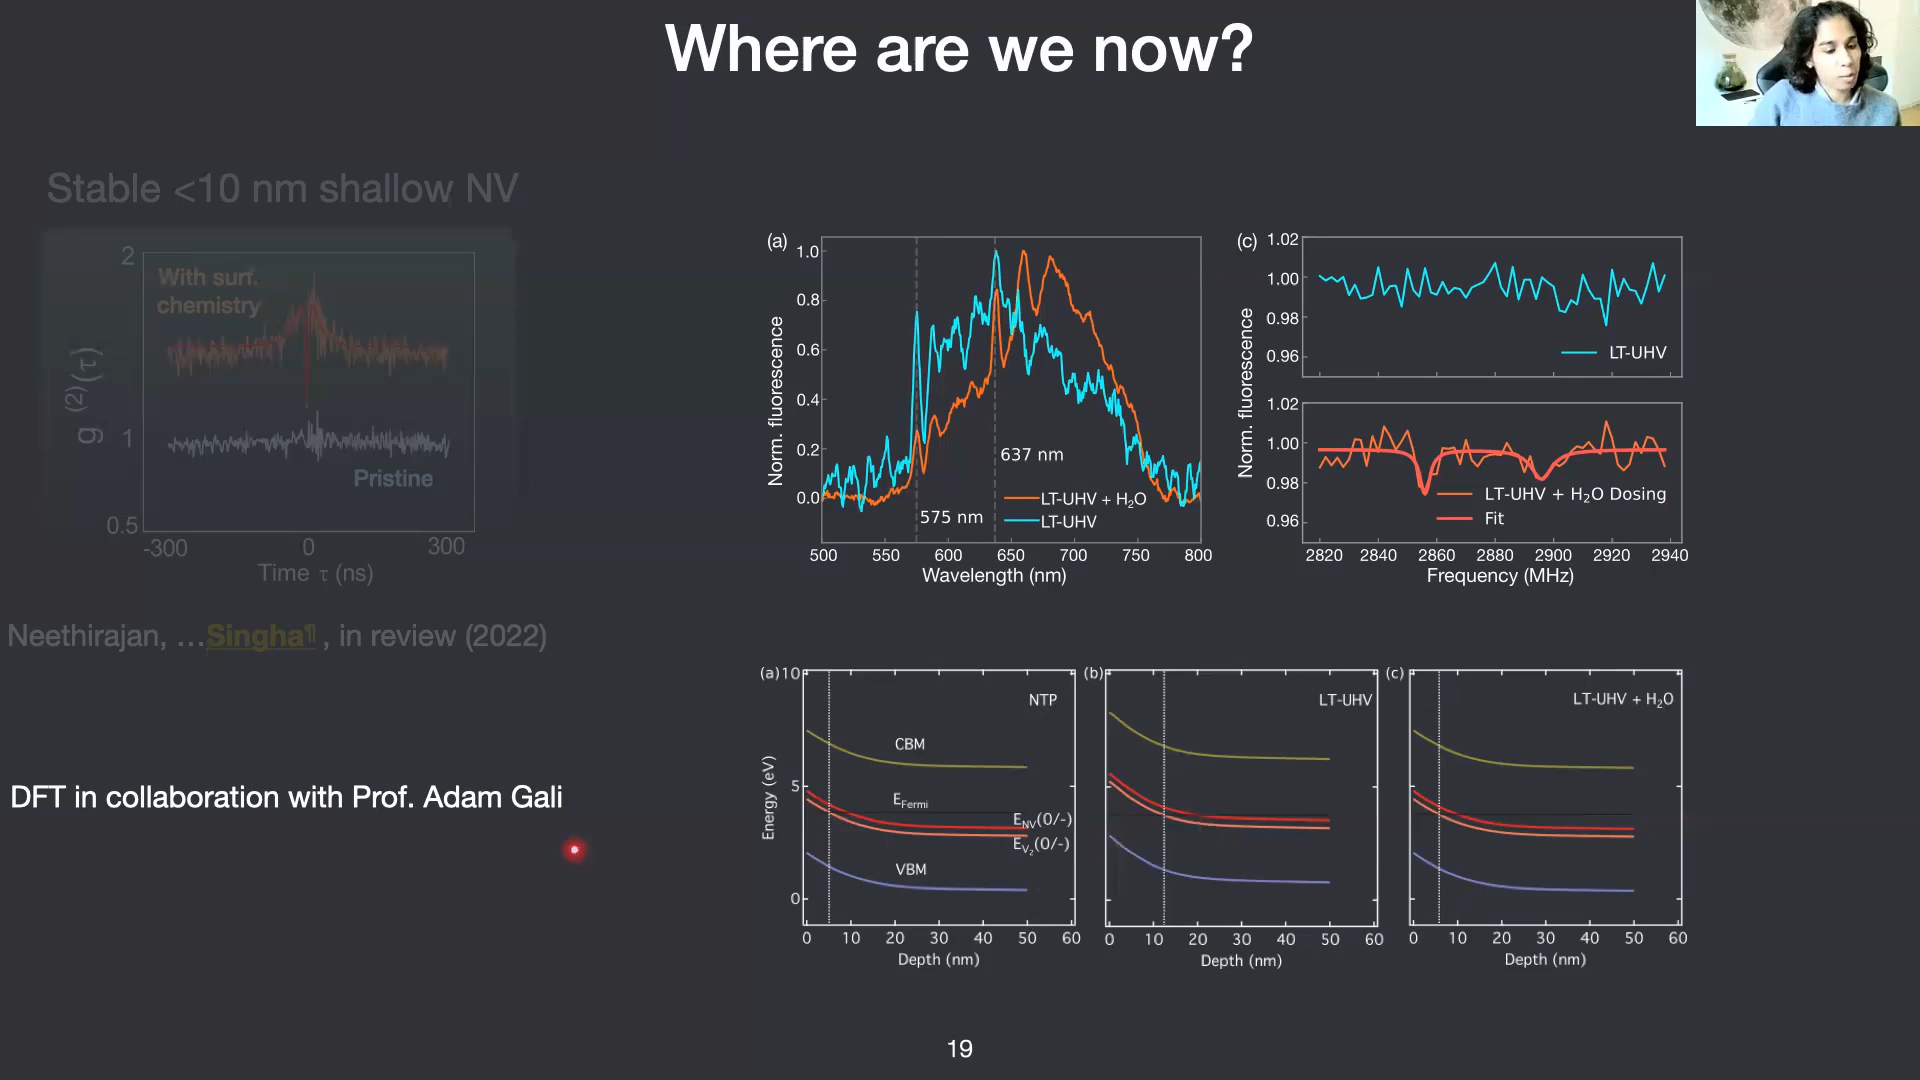 Where are we now?
Stable <10 nm shallow NV
2
With surf.
chemistry
g⁽²⁾(τ)
1
Pristine
0.5
-300
0
300
Time τ (ns)
Neethirajan, …Singha¶ , in review (2022)
DFT in collaboration with Prof. Adam Gali
(a)
1.0
0.8
0.6
0.4
0.2
0.0
Norm. fluorescence
637 nm
575 nm
LT-UHV + H₂O
LT-UHV
500 550 600 650 700 750 800
Wavelength (nm)
(c)
1.02
1.00
0.98
0.96
LT-UHV
Norm. fluorescence
1.02
1.00
0.98
0.96
LT-UHV + H₂O Dosing
Fit
2820 2840 2860 2880 2900 2920 2940
Frequency (MHz)
(a)
10
5
0
Energy (eV)
NTP
CBM
E_Fermi
E_NV(0/-)
E_V₂(0/-)
VBM
0 10 20 30 40 50 60
Depth (nm)
(b)
LT-UHV
0 10 20 30 40 50 60
Depth (nm)
(c)
LT-UHV + H₂O
0 10 20 30 40 50 60
Depth (nm)
19